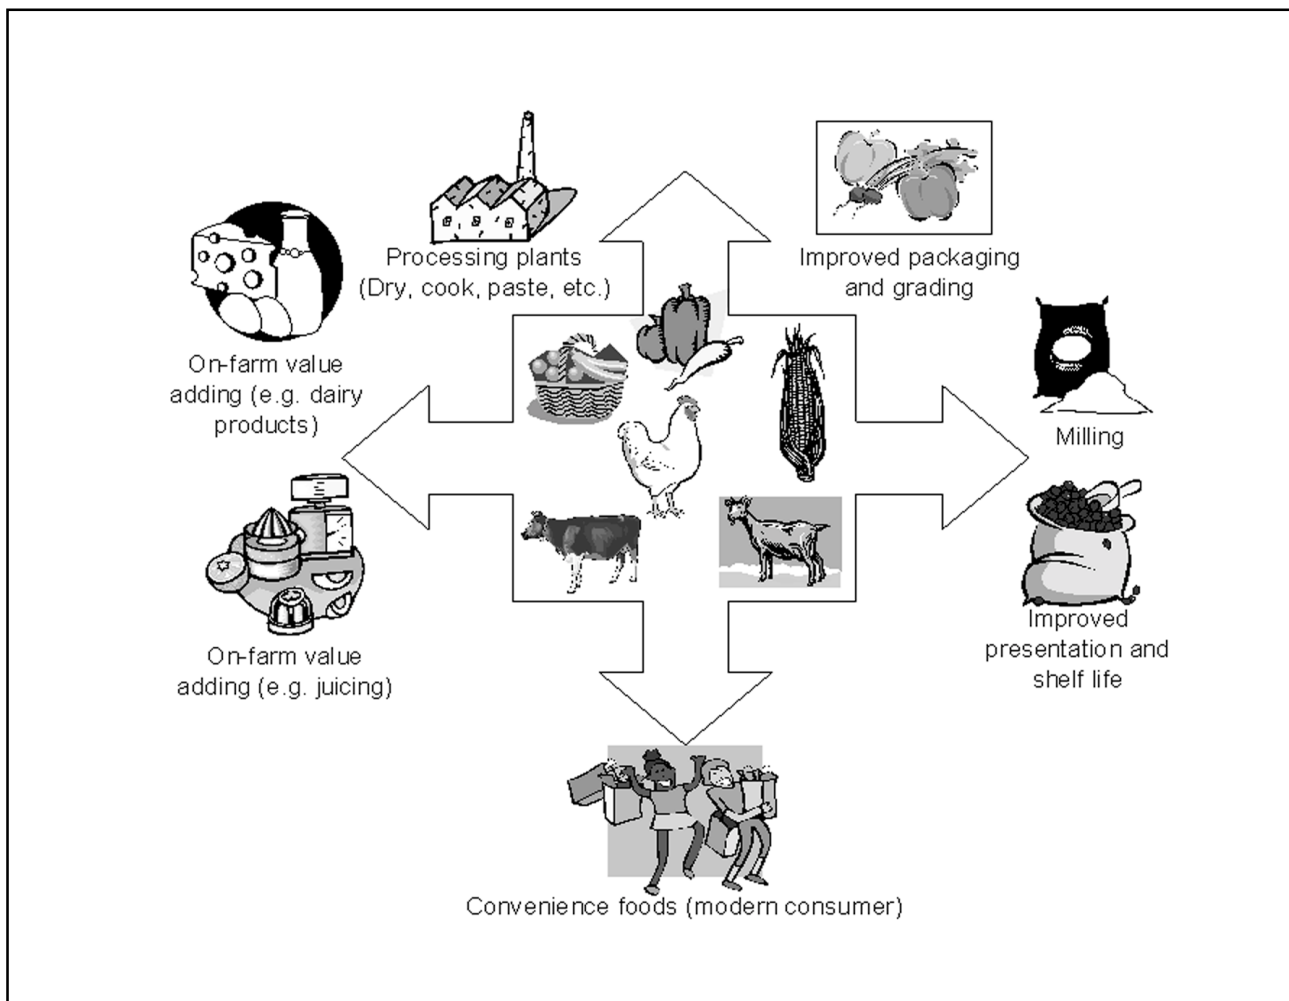 Processing plants
(Dry, cook, paste, etc.)
Improved packaging
and grading
On-farm value
adding (e.g. dairy
products)
Milling
On-farm value
adding (e.g. juicing)
Improved
presentation and
shelf life
Convenience foods (modern consumer)